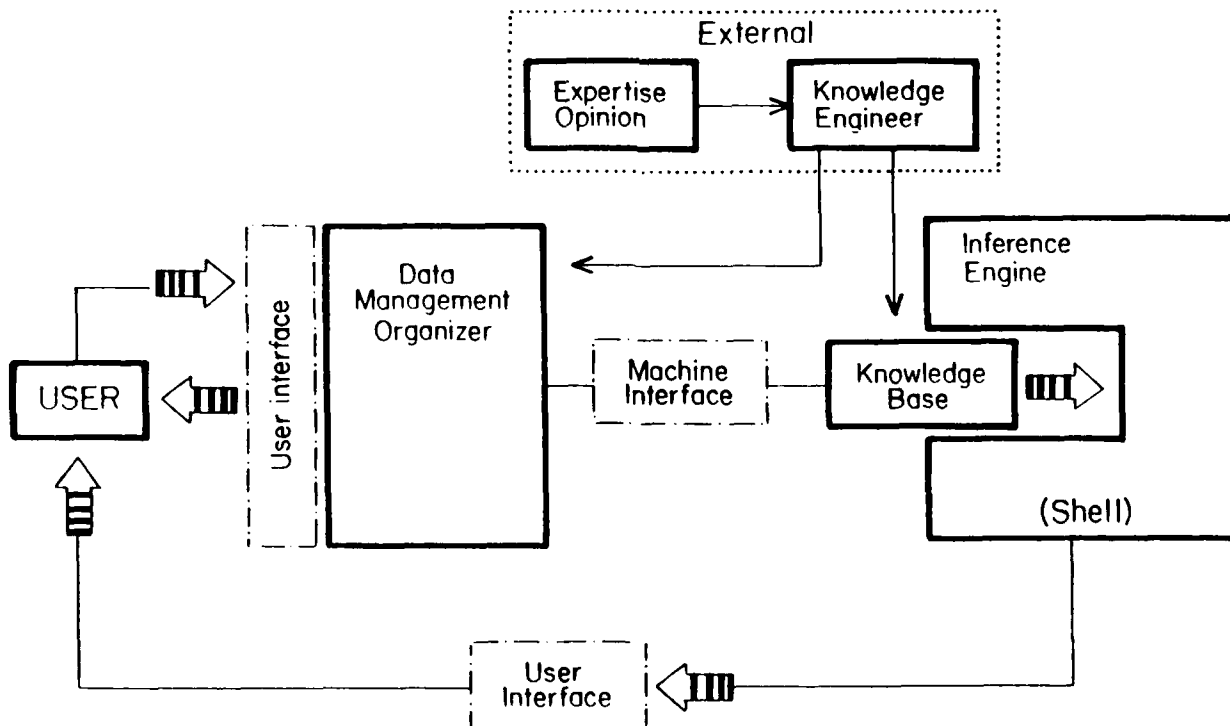 External
Expertise
Opinion
Knowledge
Engineer
Inference
Engine
Data
Management
Organizer
User interface
Machine
Interface
Knowledge
Base
USER
(Shell)
User
Interface